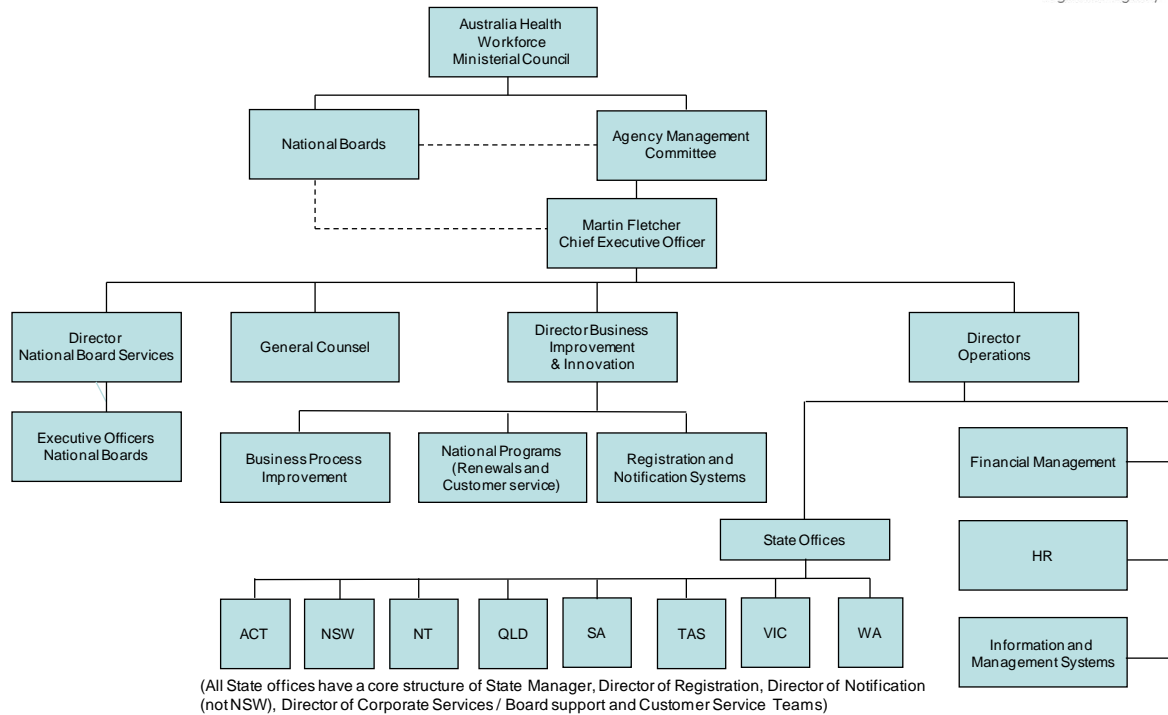 Australia Health
Workforce
Ministerial Council
National Boards
Agency Management
Committee
Martin Fletcher
Chief Executive Officer
Director
National Board Services
General Counsel
Director Business
Improvement
& Innovation
Director
Operations
Executive Officers
National Boards
Business Process
Improvement
National Programs
(Renewals and
Customer service)
Registration and
Notification Systems
Financial Management
State Offices
HR
ACT
NSW
NT
QLD
SA
TAS
VIC
WA
Information and
Management Systems
(All State offices have a core structure of State Manager, Director of Registration, Director of Notification
(not NSW), Director of Corporate Services / Board support and Customer Service Teams)